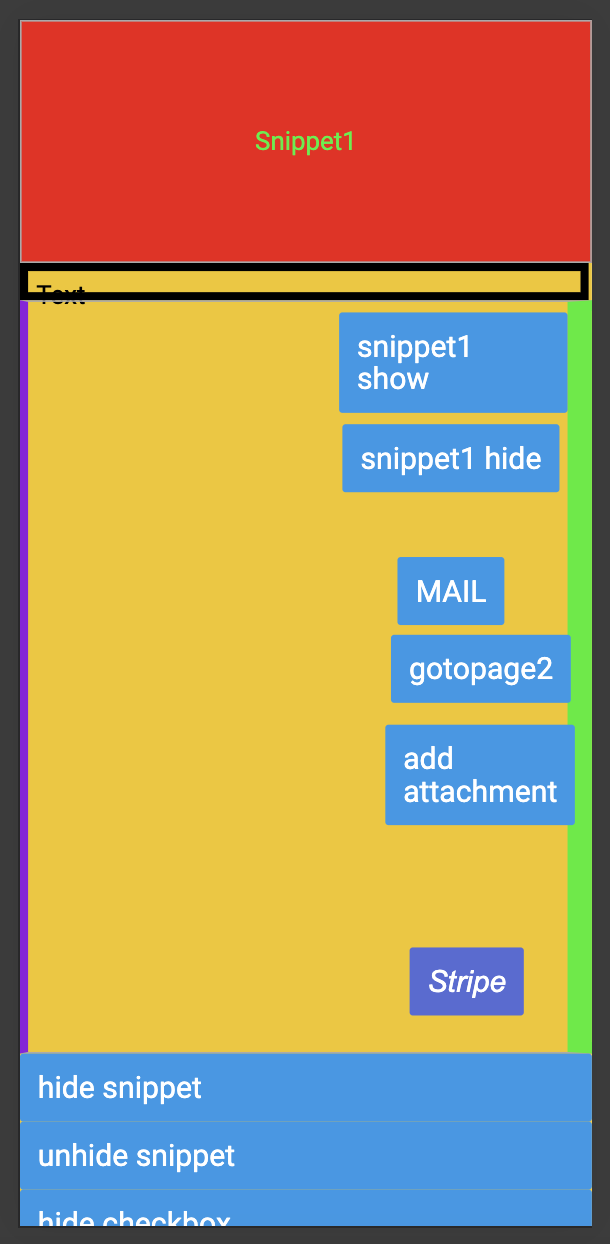 Snippet1
Text
snippet1
show
snippet1 hide
MAIL
gotopage2
add
attachment
Stripe
hide snippet
unhide snippet
hide checkbox